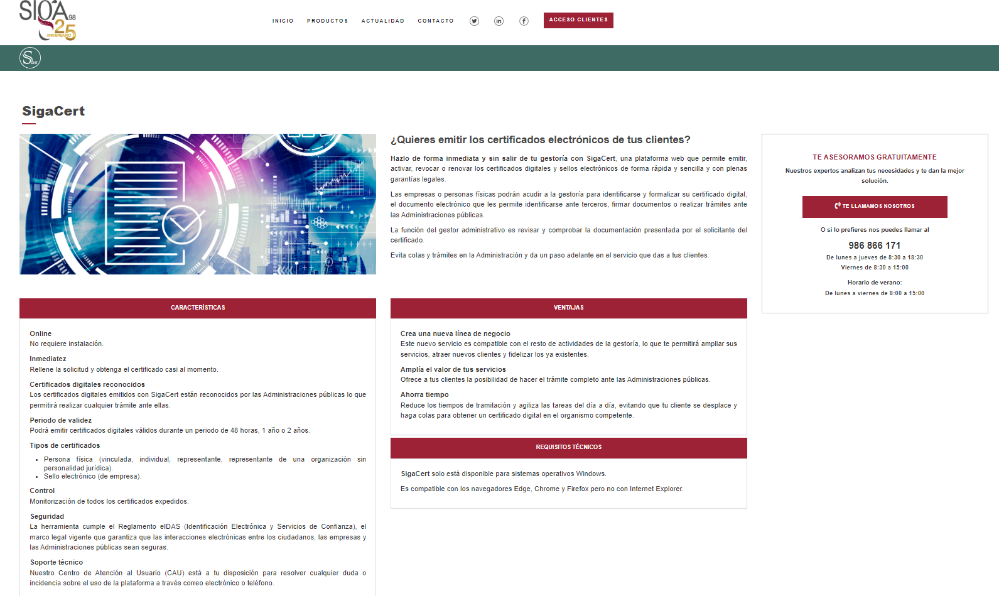 SIGA98
25
ANIVERSARIO
INICIO PRODUCTOS ACTUALIDAD CONTACTO ACCESO CLIENTES
S CERT
SigaCert
¿Quieres emitir los certificados electrónicos de tus clientes?
Hazlo de forma inmediata y sin salir de tu gestoría con SigaCert, una plataforma web que permite emitir,
activar, revocar o renovar los certificados digitales y sellos electrónicos de forma rápida y sencilla y con plenas
garantías legales.
Las empresas o personas físicas podrán acudir a la gestoría para identificarse y formalizar su certificado digital,
el documento electrónico que les permite identificarse ante terceros, firmar documentos o realizar trámites ante
las Administraciones públicas.
La función del gestor administrativo es revisar y comprobar la documentación presentada por el solicitante del
certificado.
Evita colas y trámites en la Administración y da un paso adelante en el servicio que das a tus clientes.
TE ASESORAMOS GRATUITAMENTE
Nuestros expertos analizan tus necesidades y te dan la mejor
solución.
TE LLAMAMOS NOSOTROS
O si lo prefieres nos puedes llamar al
986 866 171
De lunes a jueves de 8:30 a 18:30
Viernes de 8:30 a 15:00
Horario de verano:
De lunes a viernes de 8:00 a 15:00
CARACTERÍSTICAS
Online
No requiere instalación.
Inmediatez
Rellene la solicitud y obtenga el certificado casi al momento.
Certificados digitales reconocidos
Los certificados digitales emitidos con SigaCert están reconocidos por las Administraciones públicas lo que
permitirá realizar cualquier trámite ante ellas.
Periodo de validez
Podrá emitir certificados digitales válidos durante un periodo de 48 horas, 1 año o 2 años.
Tipos de certificados
• Persona física (vinculada, individual, representante, representante de una organización sin
personalidad jurídica).
• Sello electrónico (de empresa).
Control
Monitorización de todos los certificados expedidos.
Seguridad
La herramienta cumple el Reglamento eIDAS (Identificación Electrónica y Servicios de Confianza), el
marco legal vigente que garantiza que las interacciones electrónicas entre los ciudadanos, las empresas y
las Administraciones públicas sean seguras.
Soporte técnico
Nuestro Centro de Atención al Usuario (CAU) está a tu disposición para resolver cualquier duda o
incidencia sobre el uso de la plataforma a través correo electrónico o teléfono.
VENTAJAS
Crea una nueva línea de negocio
Este nuevo servicio es compatible con el resto de actividades de la gestoría, lo que te permitirá ampliar sus
servicios, atraer nuevos clientes y fidelizar los ya existentes.
Amplía el valor de tus servicios
Ofrece a tus clientes la posibilidad de hacer el trámite completo ante las Administraciones públicas.
Ahorra tiempo
Reduce los tiempos de tramitación y agiliza las tareas del día a día, evitando que tu cliente se desplace y
haga colas para obtener un certificado digital en el organismo competente.
REQUISITOS TÉCNICOS
SigaCert solo está disponible para sistemas operativos Windows.
Es compatible con los navegadores Edge, Chrome y Firefox pero no con Internet Explorer.